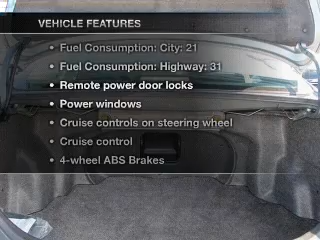 VEHICLE FEATURES
• Fuel Consumption: City: 21
• Fuel Consumption: Highway: 31
• Remote power door locks
• Power windows
• Cruise controls on steering wheel
• Cruise control
• 4-wheel ABS Brakes